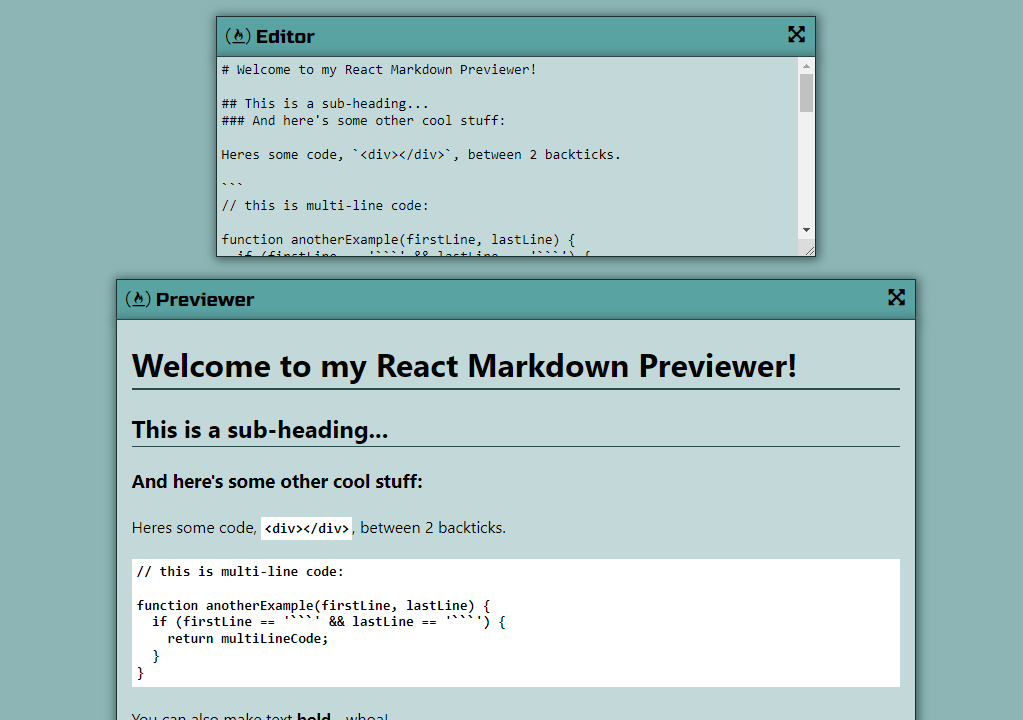 Editor
# Welcome to my React Markdown Previewer!
## This is a sub-heading...
### And here's some other cool stuff:
Heres some code, `<div></div>`, between 2 backticks.
```
// this is multi-line code:
function anotherExample(firstLine, lastLine) {
if (firstLine == '```' && lastLine == '```') {
Previewer
Welcome to my React Markdown Previewer!
This is a sub-heading...
And here's some other cool stuff:
Heres some code, <div></div>, between 2 backticks.
// this is multi-line code:
function anotherExample(firstLine, lastLine) {
if (firstLine == '```' && lastLine == '```') {
return multiLineCode;
}
}
You can also make text bold... whoa!